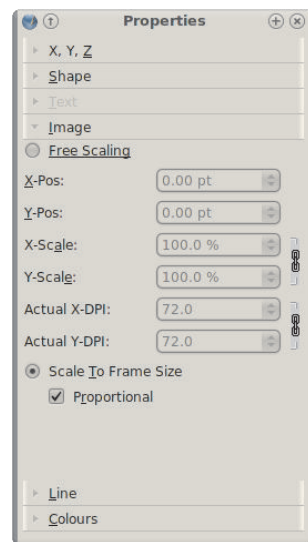 Properties
X, Y, Z
Shape
Text
Image
Free Scaling
X-Pos: 0.00 pt
Y-Pos: 0.00 pt
X-Scale: 100.0 %
Y-Scale: 100.0 %
Actual X-DPI: 72.0
Actual Y-DPI: 72.0
Scale To Frame Size
Proportional
Line
Colours